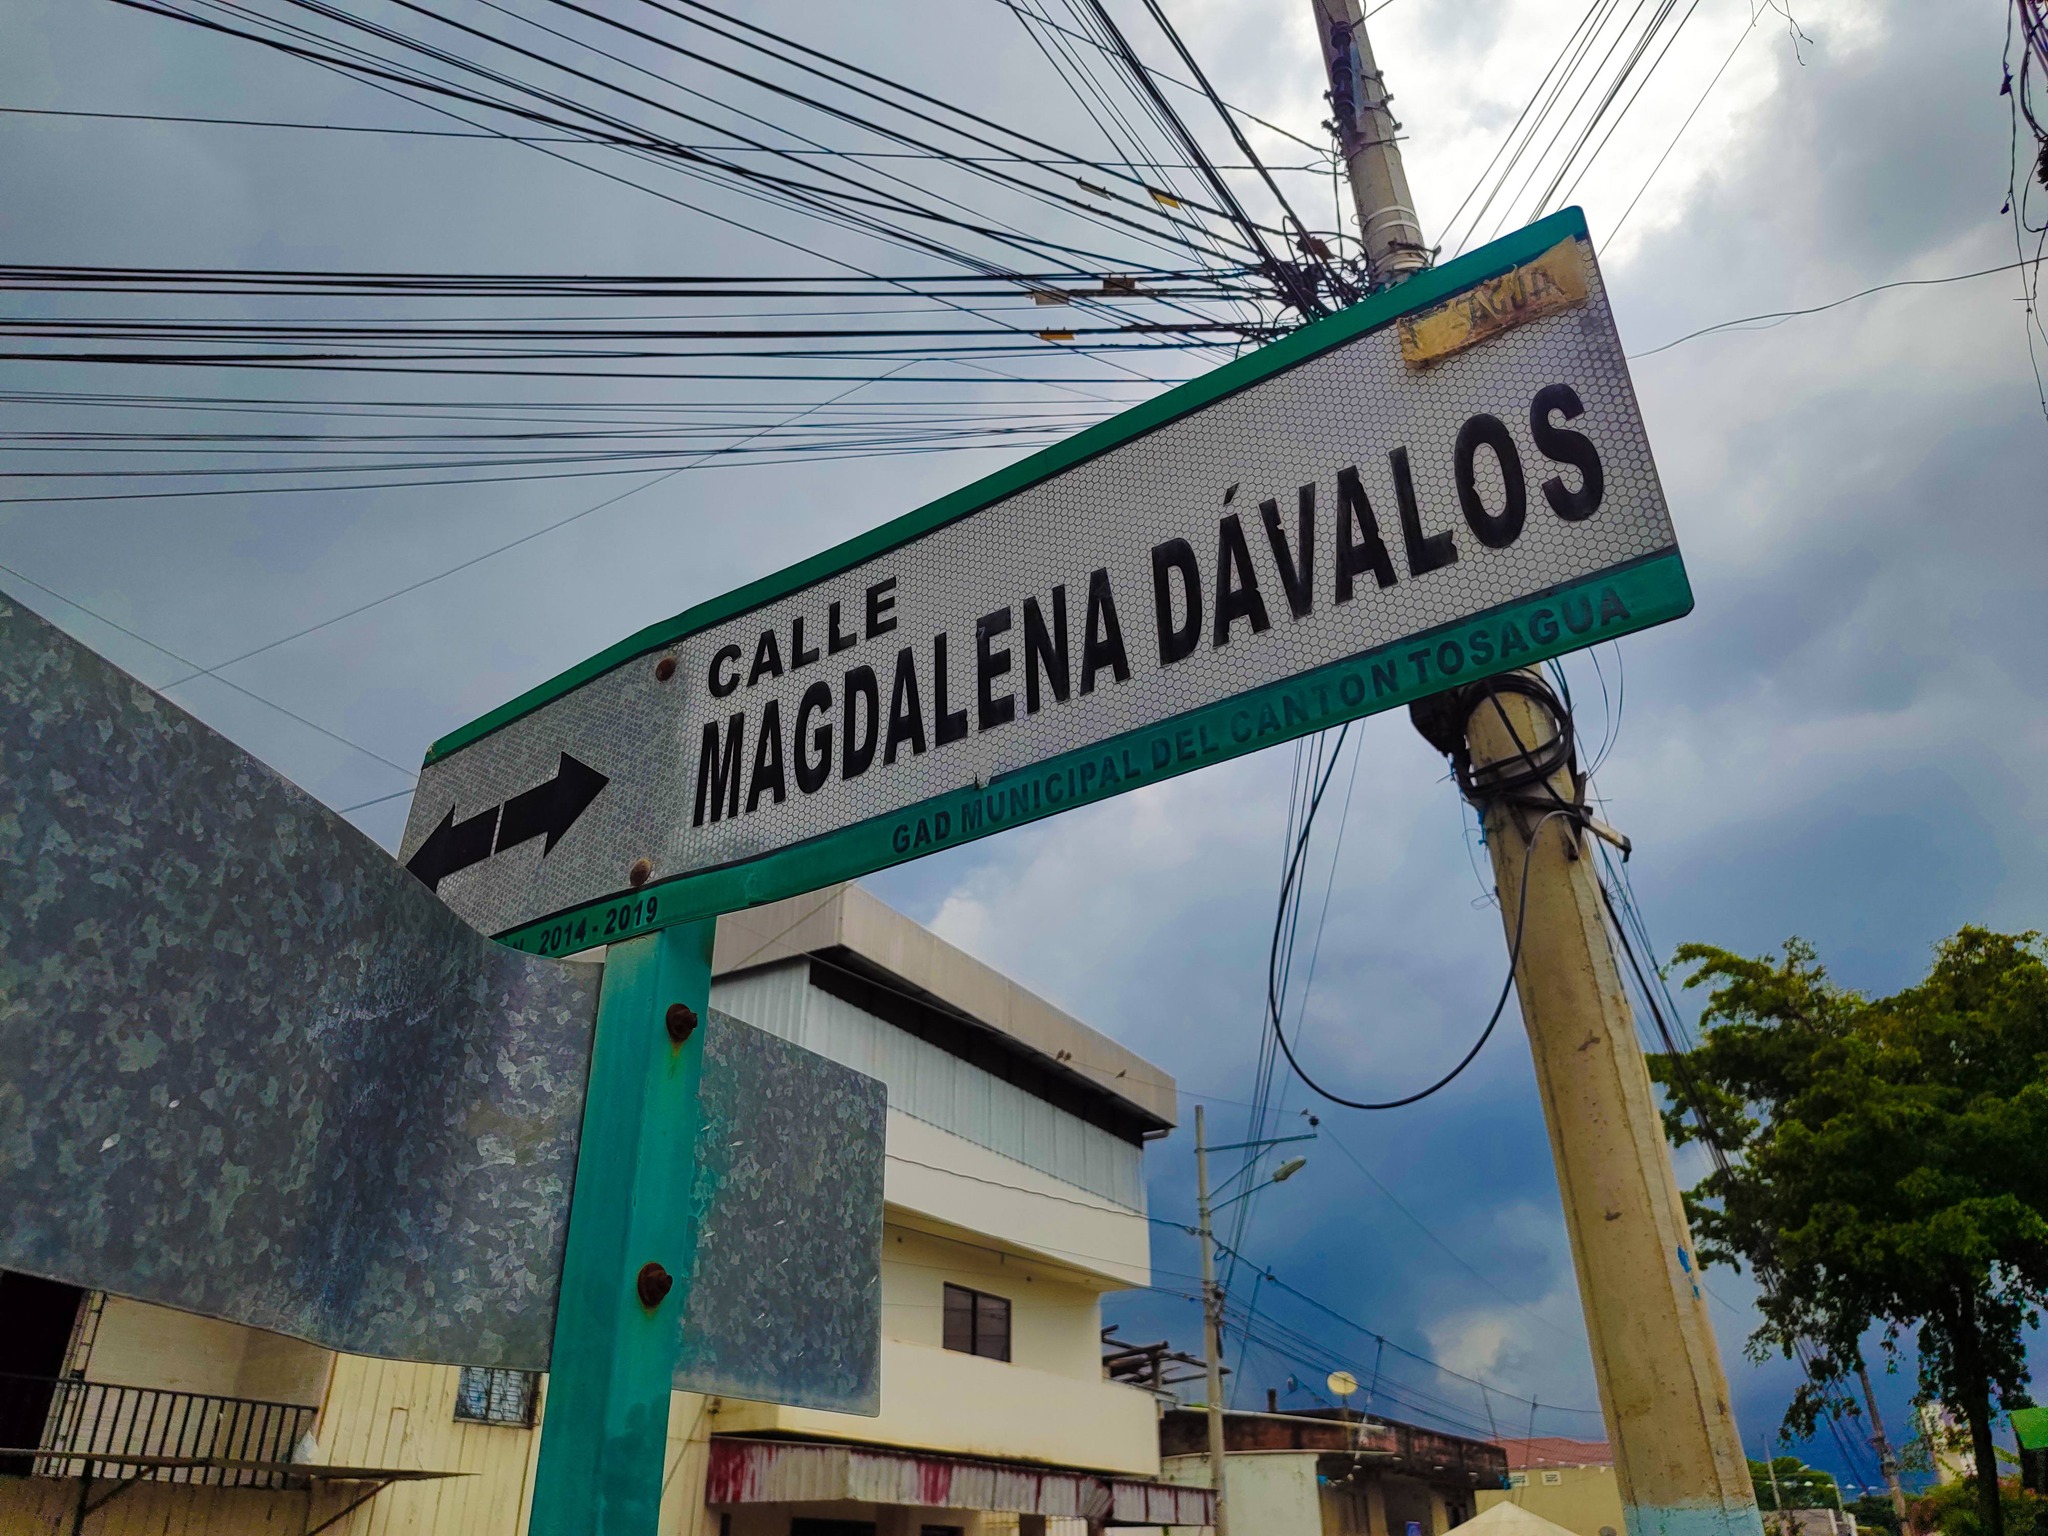 CALLE
MAGDALENA DÁVALOS
GAD MUNICIPAL DEL CANTON TOSAGUA
2014 - 2019